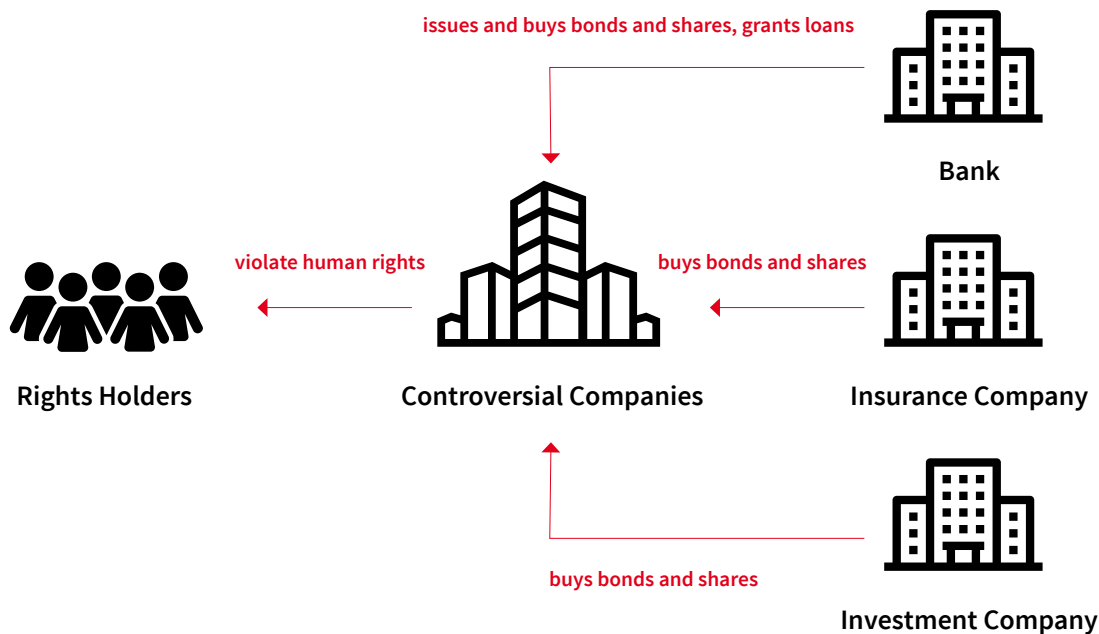 issues and buys bonds and shares, grants loans
Bank
violate human rights
buys bonds and shares
Rights Holders
Controversial Companies
Insurance Company
buys bonds and shares
Investment Company